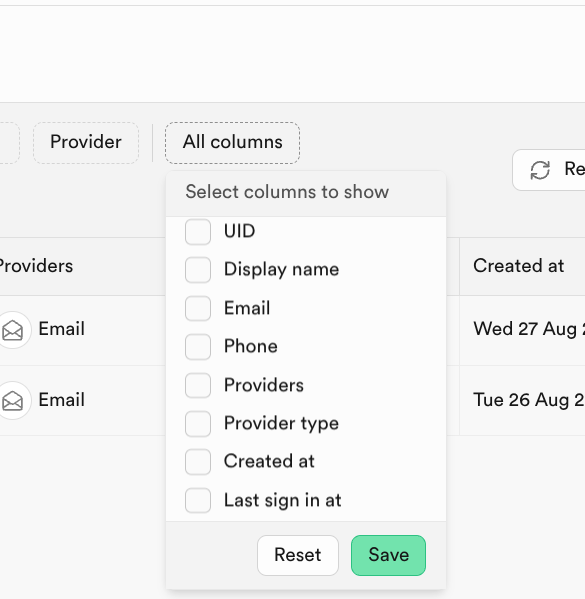 Provider
All columns
Select columns to show
UID
Display name
Email
Phone
Providers
Provider type
Created at
Last sign in at
Reset
Save
Re
Providers
Created at
Email
Wed 27 Aug
Email
Tue 26 Aug 2